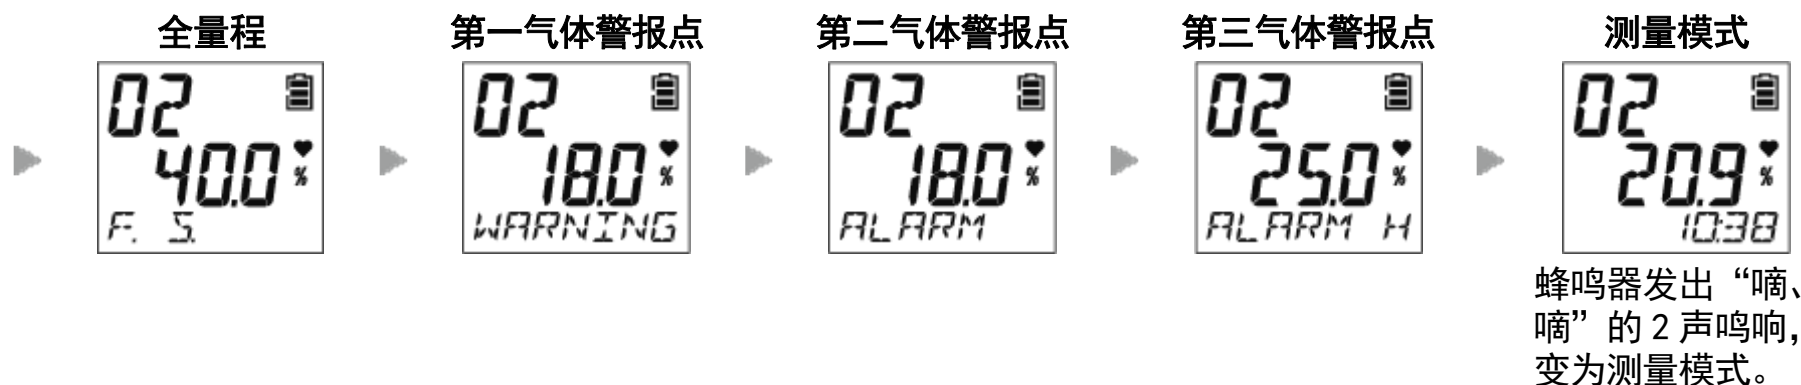 全量程
第一气体警报点
第二气体警报点
第三气体警报点
测量模式
02
40.0 %
F. S.
02
18.0 %
WARNING
02
18.0 %
ALARM
02
25.0 %
ALARM H
02
20.9 %
10:38
蜂鸣器发出“嘀、
嘀”的2声鸣响,
变为测量模式。